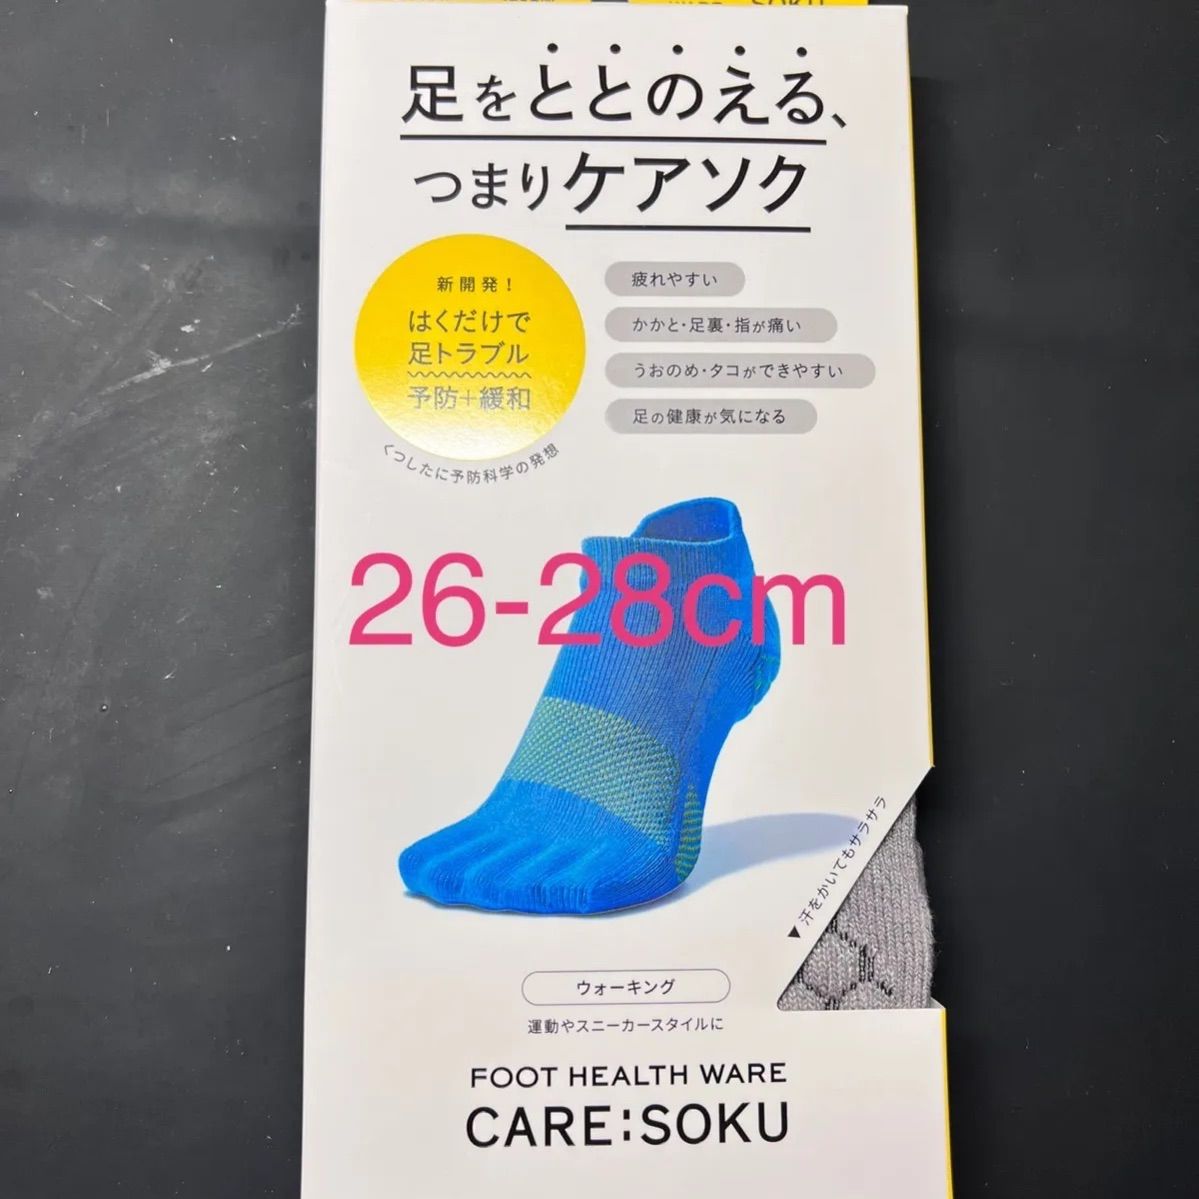 SOKU
足をととのえる、
つまりケアソク
新開発！
はくだけで
足トラブル
予防+緩和
くつしたに予防科学の発想
疲れやすい
かかと・足裏・指が痛い
うおのめ・タコができやすい
足の健康が気になる
26-28cm
▼汗をかいてもサラサラ
ウォーキング
運動やスニーカースタイルに
FOOT HEALTH WARE
CARE:SOKU